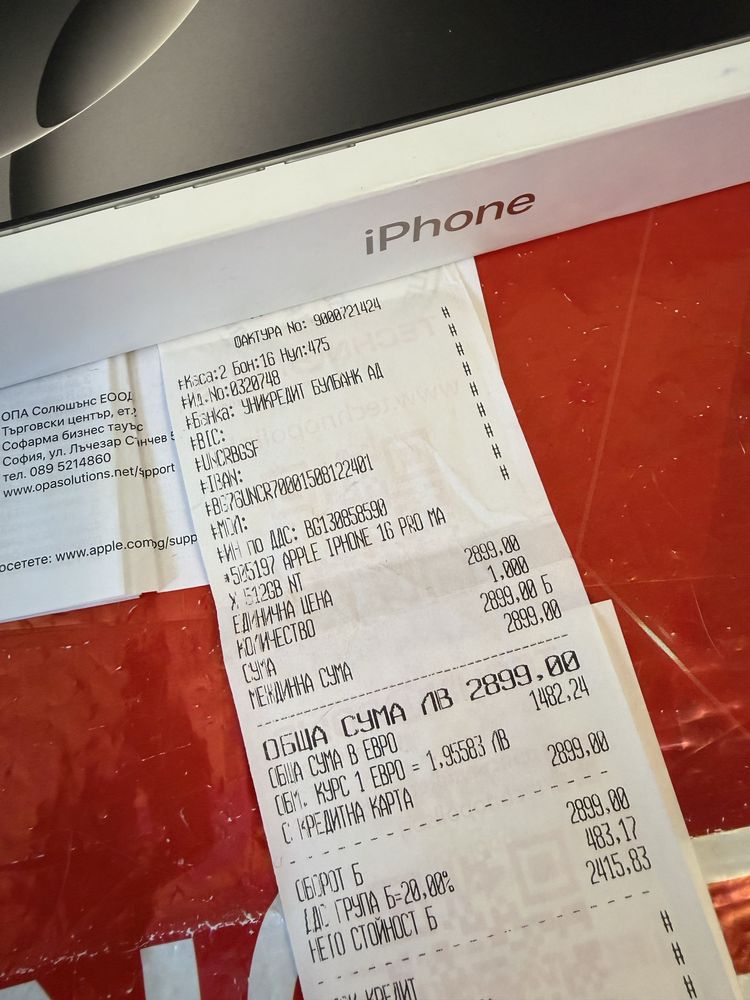 iPhone
ФАКТУРА No: 9000721424
#Каса:2 Бон:16 Нул:475 #
#Ид.No:0320748 #
#Банка: УНИКРЕДИТ БУЛБАНК АД #
#BIC: #
#UNCRBGSF #
#IBAN: #
#BG76UNCR70001508122401 #
#МОЛ:
#ИН ПО ДДС: BG130858590
*505197 APPLE IPHONE 16 PRO MA
X 512GB NT
ЕДИНИЧНА ЦЕНА 2899,00
КОЛИЧЕСТВО 1,000
СУМА 2899,00 Б
МЕЖДИННА СУМА 2899,00
ОБЩА СУМА ЛВ 2899,00
ОБЩА СУМА В ЕВРО 1482,24
ОБМ. КУРС 1 ЕВРО = 1,95583 ЛВ
С КРЕДИТНА КАРТА 2899,00
ОБОРОТ Б 2899,00
ДДС ГРУПА Б=20,00% 483,17
НЕТО СТОЙНОСТ Б 2415,83
КРЕДИТ
ОПА Солюшънс ЕООД
Търговски център, ет.
Софарма бизнес тауъс
София, ул. Лъчезар Станчев 5
тел. 089 5214860
www.opasolutions.net/support
осетете: www.apple.com/bg/supp